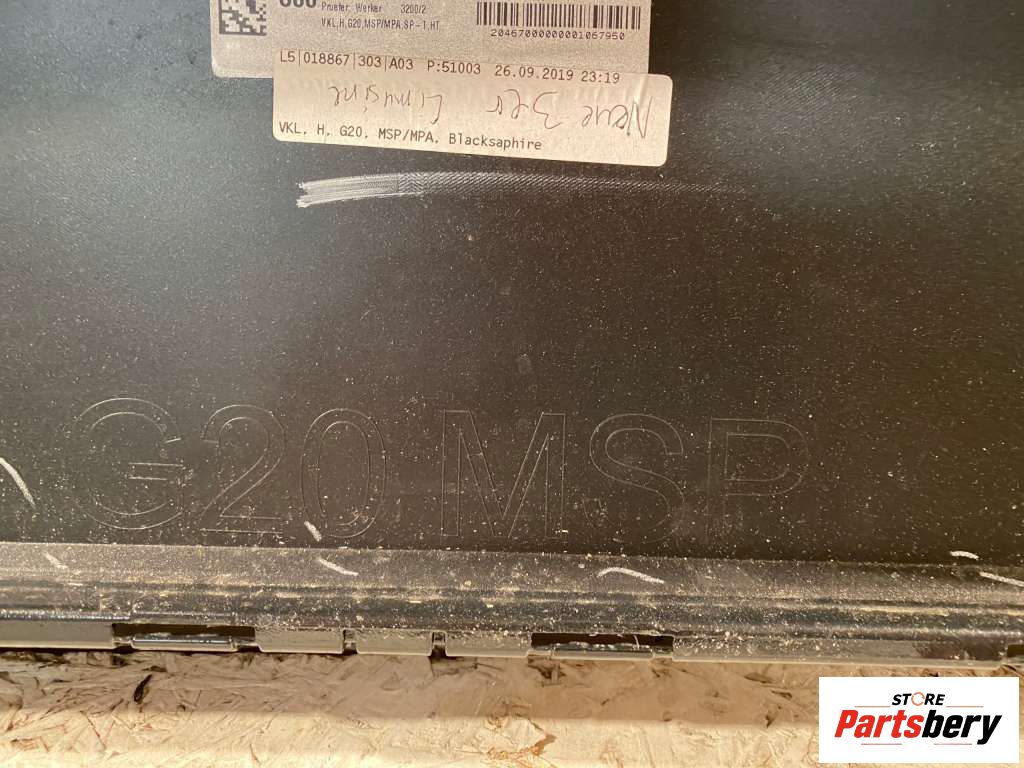 Pruefer. Werker 3200/2
VKL,H,G20,MSP/MPA,SP-1,HT
20467000000001067950
L5|018867|303|A03 P:51003 26.09.2019 23:19
Neue 3er Limusine
VKL, H, G20, MSP/MPA, Blacksaphire
G20 MSP
STORE
Partsbery